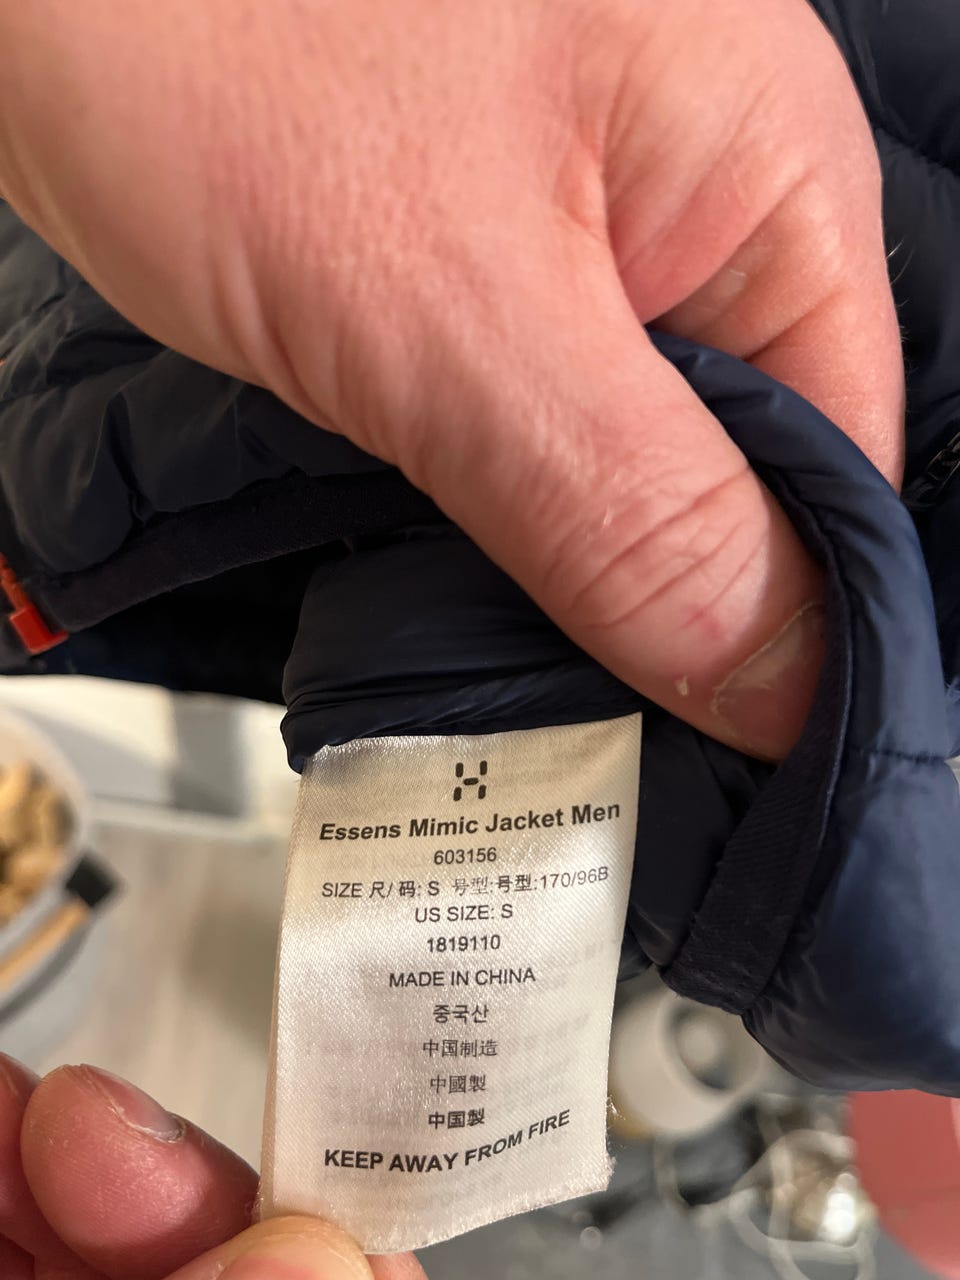 Essens Mimic Jacket Men
603156
SIZE 尺/ 码: S 号型:号型:170/96B
US SIZE: S
1819110
MADE IN CHINA
중국산
中国制造
中國製
中国製
KEEP AWAY FROM FIRE